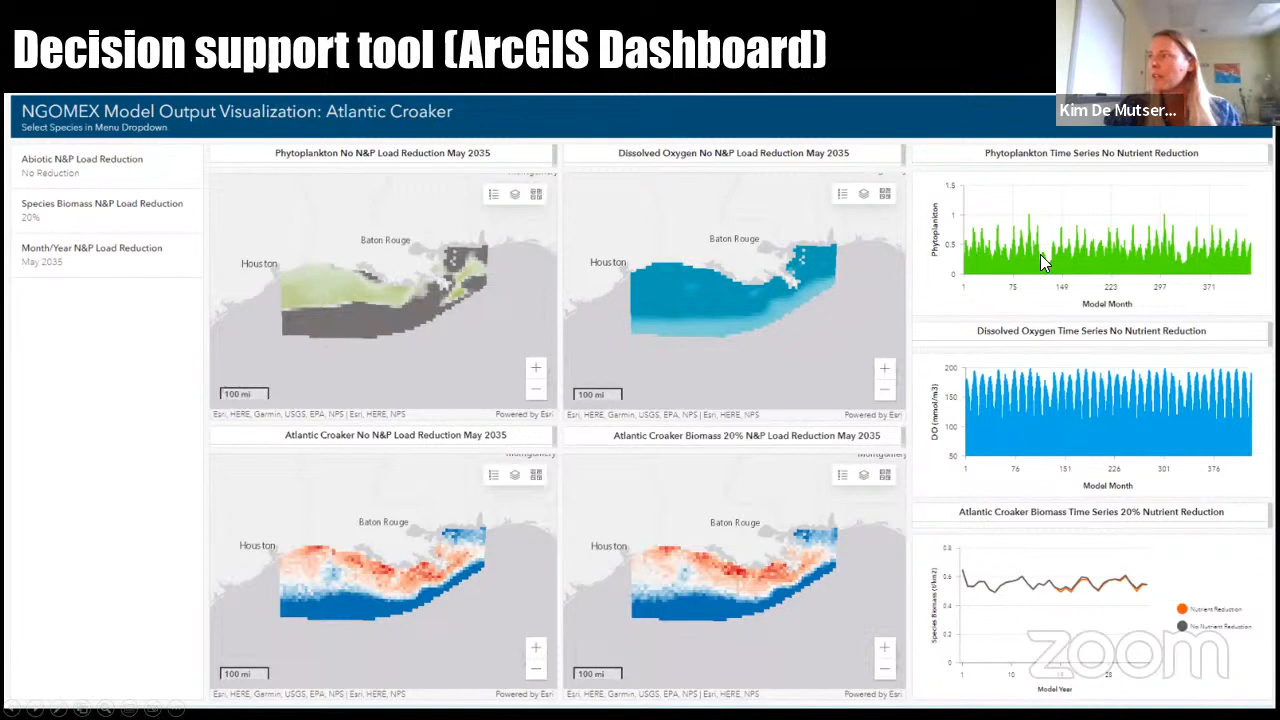 Decision support tool (ArcGIS Dashboard)
Kim De Mutser...
NGOMEX Model Output Visualization: Atlantic Croaker
Select Species in Menu Dropdown
Abiotic N&P Load Reduction
No Reduction
Species Biomass N&P Load Reduction
20%
Month/Year N&P Load Reduction
May 2035
Phytoplankton No N&P Load Reduction May 2035
Baton Rouge
Houston
100 mi
+
−
Esri, HERE, Garmin, USGS, EPA, NPS | Esri, HERE, NPS
Powered by Esri
Dissolved Oxygen No N&P Load Reduction May 2035
Baton Rouge
Houston
100 mi
+
−
Esri, HERE, Garmin, USGS, EPA, NPS | Esri, HERE, NPS
Powered by Esri
Phytoplankton Time Series No Nutrient Reduction
Phytoplankton
1.5
1
0.5
0
1 75 149 223 297 371
Model Month
Dissolved Oxygen Time Series No Nutrient Reduction
DO (mmol/m3)
200
150
100
50
1 76 151 226 301 376
Model Month
Atlantic Croaker No N&P Load Reduction May 2035
Montgomery
Baton Rouge
Houston
100 mi
+
−
Esri, HERE, Garmin, USGS, EPA, NPS | Esri, HERE, NPS
Powered by Esri
Atlantic Croaker Biomass 20% N&P Load Reduction May 2035
Montgomery
Baton Rouge
Houston
100 mi
+
−
Esri, HERE, Garmin, USGS, EPA, NPS | Esri, HERE, NPS
Powered by Esri
Atlantic Croaker Biomass Time Series 20% Nutrient Reduction
Species Biomass (t/km2)
0.8
0.6
0.4
0.2
0
1 10 28
Model Year
Nutrient Reduction
No Nutrient Reduction
zoom